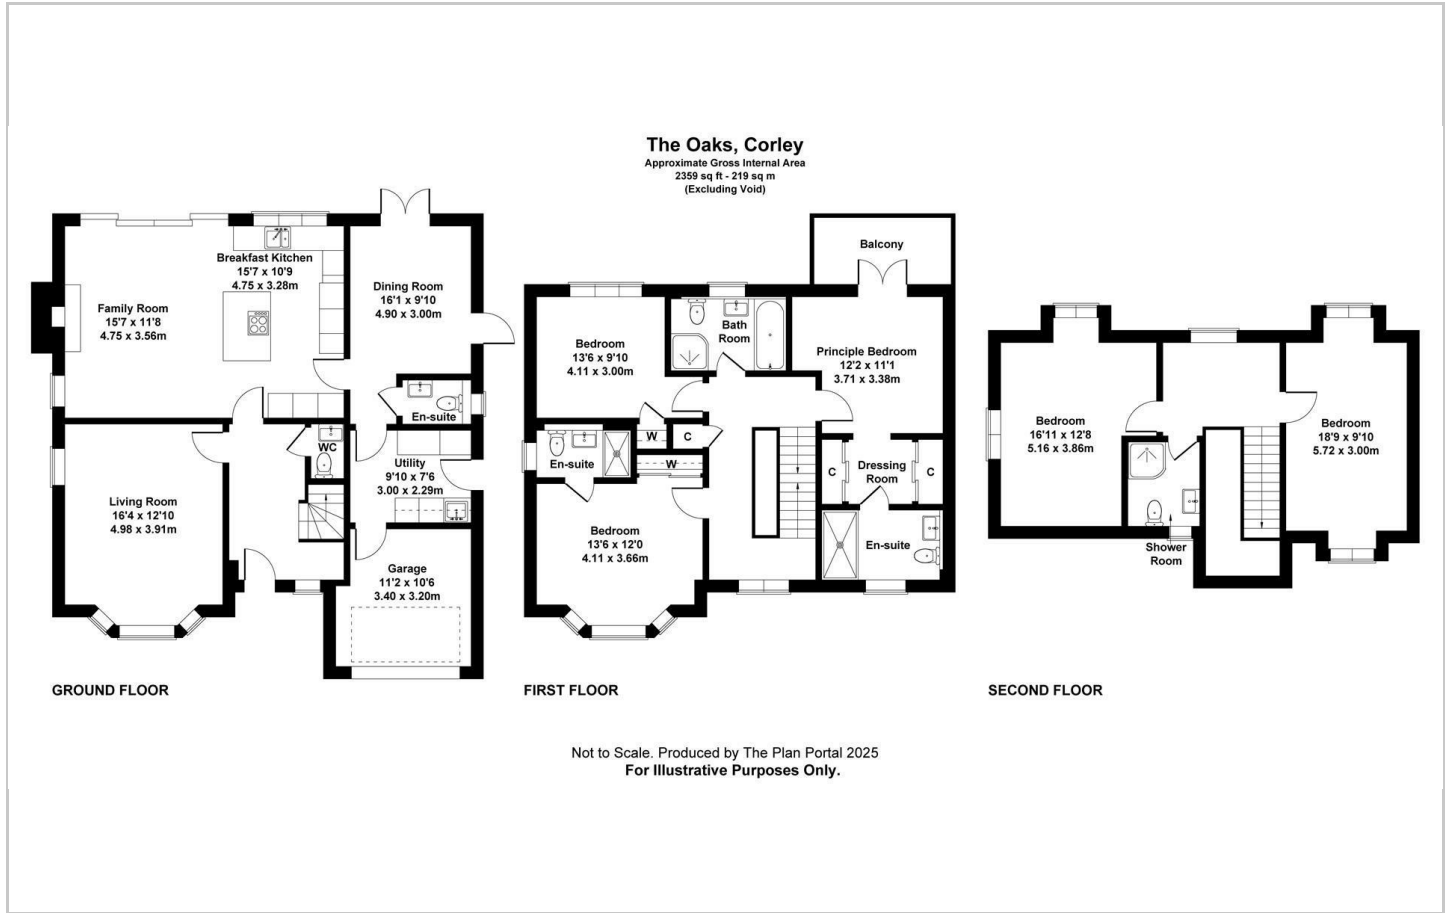 The Oaks, Corley
Approximate Gross Internal Area
2359 sq ft - 219 sq m
(Excluding Void)
Breakfast Kitchen
15'7 x 10'9
4.75 x 3.28m
Family Room
15'7 x 11'8
4.75 x 3.56m
Dining Room
16'1 x 9'10
4.90 x 3.00m
En-suite
WC
Utility
9'10 x 7'6
3.00 x 2.29m
Living Room
16'4 x 12'10
4.98 x 3.91m
Garage
11'2 x 10'6
3.40 x 3.20m
GROUND FLOOR
Balcony
Bedroom
13'6 x 9'10
4.11 x 3.00m
Bath
Room
Principle Bedroom
12'2 x 11'1
3.71 x 3.38m
W
C
En-suite
W
C
Dressing
Room
C
Bedroom
13'6 x 12'0
4.11 x 3.66m
En-suite
FIRST FLOOR
Bedroom
16'11 x 12'8
5.16 x 3.86m
Bedroom
18'9 x 9'10
5.72 x 3.00m
Shower
Room
SECOND FLOOR
Not to Scale. Produced by The Plan Portal 2025
For Illustrative Purposes Only.